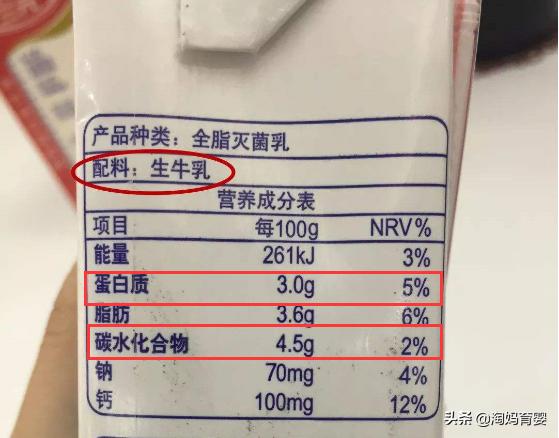 产品种类：全脂灭菌乳
配料：生牛乳
营养成分表
项目 每100g NRV%
能量 261kJ 3%
蛋白质 3.0g 5%
脂肪 3.6g 6%
碳水化合物 4.5g 2%
钠 70mg 4%
钙 100mg 12%
头条 @淘妈育婴